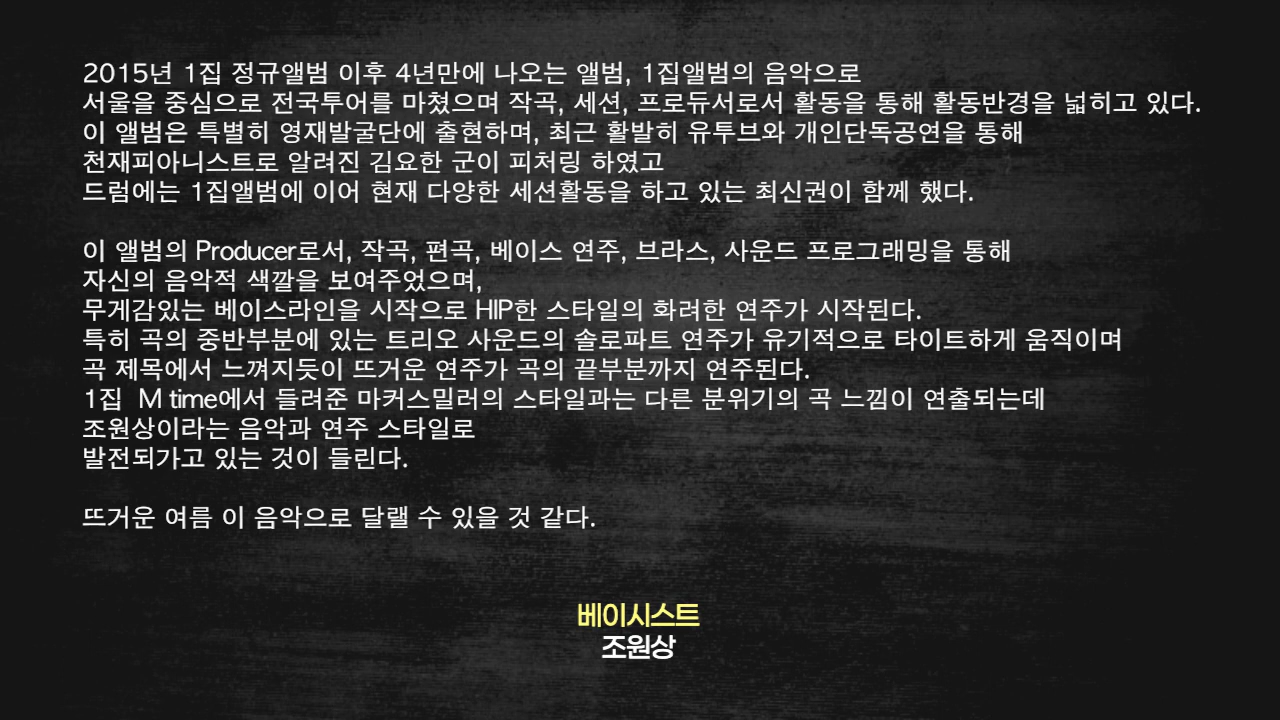 2015년 1집 정규앨범 이후 4년만에 나오는 앨범, 1집앨범의 음악으로
서울을 중심으로 전국투어를 마쳤으며 작곡, 세션, 프로듀서로서 활동을 통해 활동반경을 넓히고 있다.
이 앨범은 특별히 영재발굴단에 출현하며, 최근 활발히 유투브와 개인단독공연을 통해
천재피아니스트로 알려진 김요한 군이 피처링 하였고
드럼에는 1집앨범에 이어 현재 다양한 세션활동을 하고 있는 최신권이 함께 했다.
이 앨범의 Producer로서, 작곡, 편곡, 베이스 연주, 브라스, 사운드 프로그래밍을 통해
자신의 음악적 색깔을 보여주었으며,
무게감있는 베이스라인을 시작으로 HIP한 스타일의 화려한 연주가 시작된다.
특히 곡의 중반부분에 있는 트리오 사운드의 솔로파트 연주가 유기적으로 타이트하게 움직이며
곡 제목에서 느껴지듯이 뜨거운 연주가 곡의 끝부분까지 연주된다.
1집 M time에서 들려준 마커스밀러의 스타일과는 다른 분위기의 곡 느낌이 연출되는데
조원상이라는 음악과 연주 스타일로
발전되가고 있는 것이 들린다.
뜨거운 여름 이 음악으로 달랠 수 있을 것 같다.
베이시스트
조원상